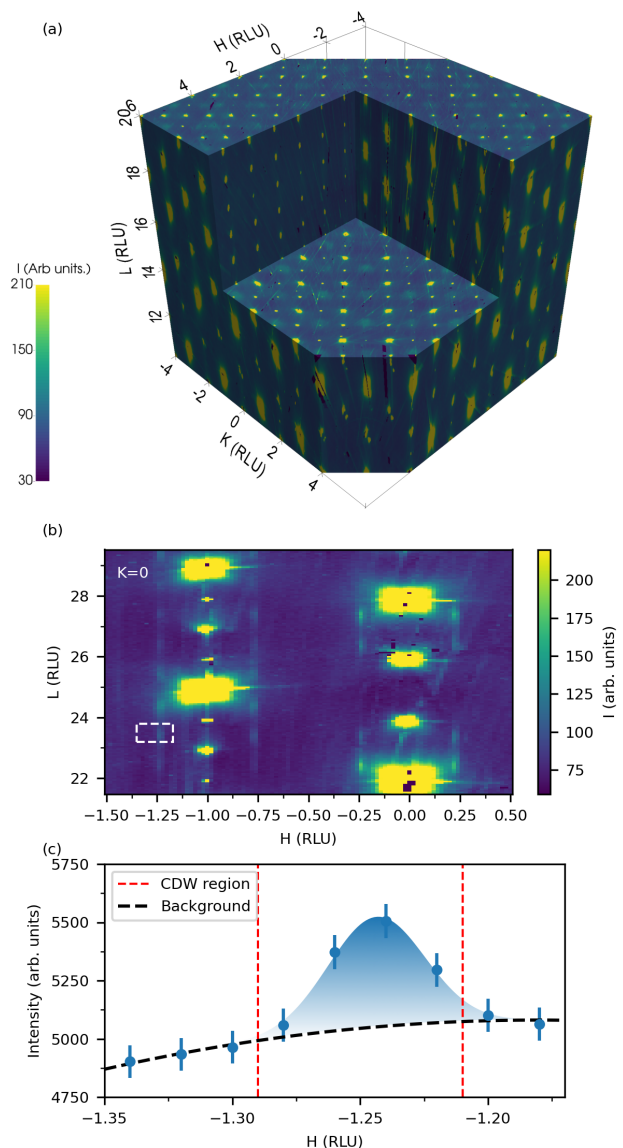 (a)
H (RLU)
-4
-2
0
2
4
6
20
18
16
14
12
L (RLU)
I (Arb units.)
210
150
90
30
-4
-2
0
2
4
K (RLU)
(b)
K=0
28
26
24
22
L (RLU)
200
175
150
125
100
75
I (arb. units)
−1.50 −1.25 −1.00 −0.75 −0.50 −0.25 0.00 0.25 0.50
H (RLU)
(c)
5750
5500
5250
5000
4750
Intensity (arb. units)
CDW region
Background
−1.35 −1.30 −1.25 −1.20
H (RLU)